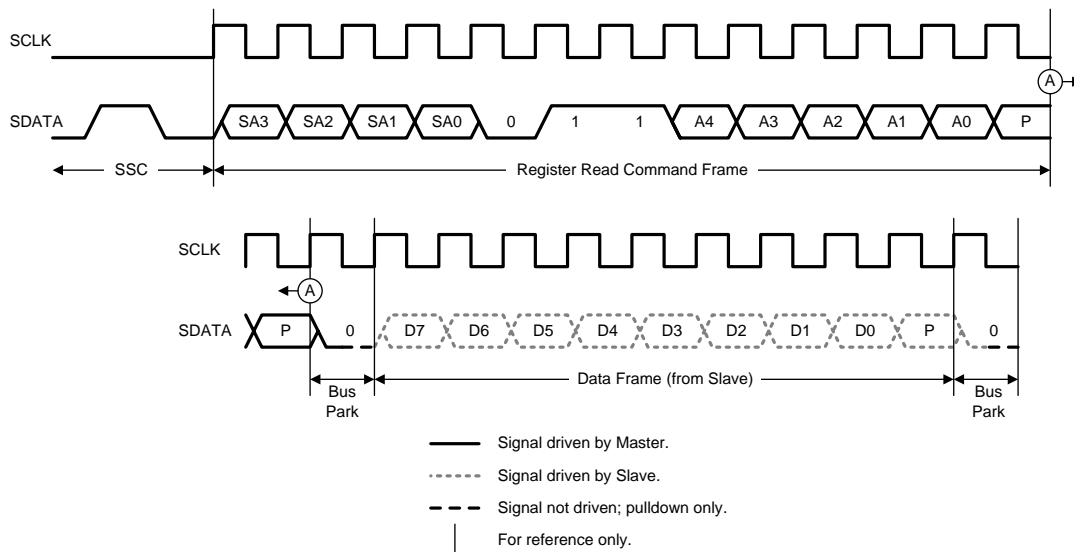 SCLK
A
SDATA SA3 SA2 SA1 SA0 0 1 1 A4 A3 A2 A1 A0 P
SSC Register Read Command Frame
SCLK
A
SDATA P 0 D7 D6 D5 D4 D3 D2 D1 D0 P 0
Bus Park Data Frame (from Slave) Bus Park
Signal driven by Master.
Signal driven by Slave.
Signal not driven; pulldown only.
For reference only.